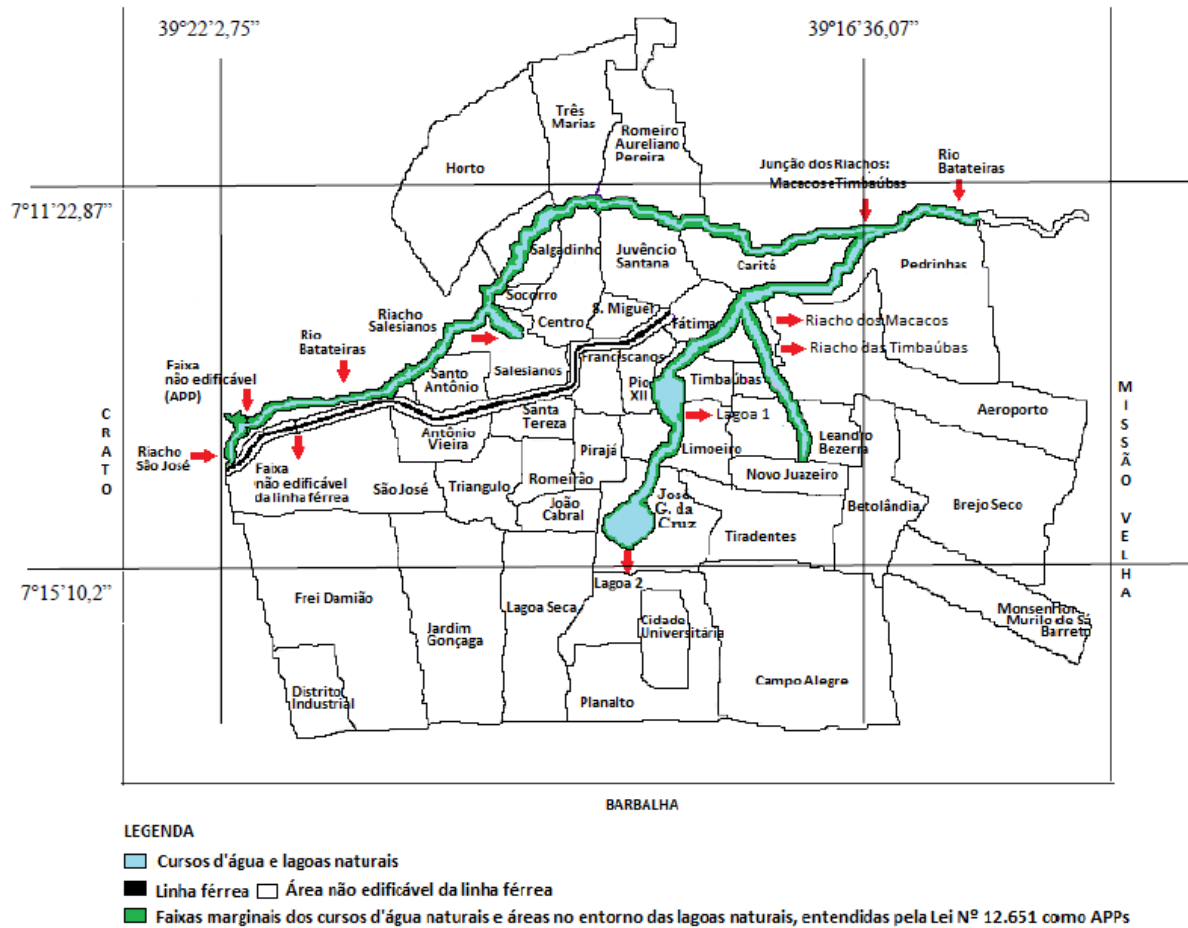 39°22'2,75"
39°16'36,07"
Três
Marias
Romeiro
Aureliano
Pereira
Horto
Junção dos Riachos:
Macacos e Timbaúbas
Rio
Batateiras
7°11'22,87"
Salgadinho
Juvêncio
Santana
Carité
Pedrinhas
Socorro
Riacho
Salesianos
Centro
S. Miguel
Fátima
Riacho dos Macacos
Rio
Batateiras
Riacho das Timbaúbas
Faixa
não edificável
(APP)
Santo
Antônio
Salesianos
Franciscanos
Pio
XII
Timbaúbas
CRATO
MISSÃO VELHA
Santa
Tereza
Lagoa 1
Aeroporto
Riacho
São José
Antônio
Vieira
Pirajá
Limoeiro
Leandro
Bezerra
Faixa
não edificável
da linha férrea
São José
Triangulo
Romeirão
Novo Juazeiro
João
Cabral
José
G. da
Cruz
Betolândia
Brejo Seco
Tiradentes
7°15'10,2"
Frei Damião
Lagoa Seca
Lagoa 2
Jardim
Gonçaga
Cidade
Universitária
Monsenhor
Murilo de Sá
Barreto
Distrito
Industrial
Planalto
Campo Alegre
BARBALHA
LEGENDA
Cursos d'água e lagoas naturais
Linha férrea Área não edificável da linha férrea
Faixas marginais dos cursos d'água naturais e áreas no entorno das lagoas naturais, entendidas pela Lei Nº 12.651 como APPs